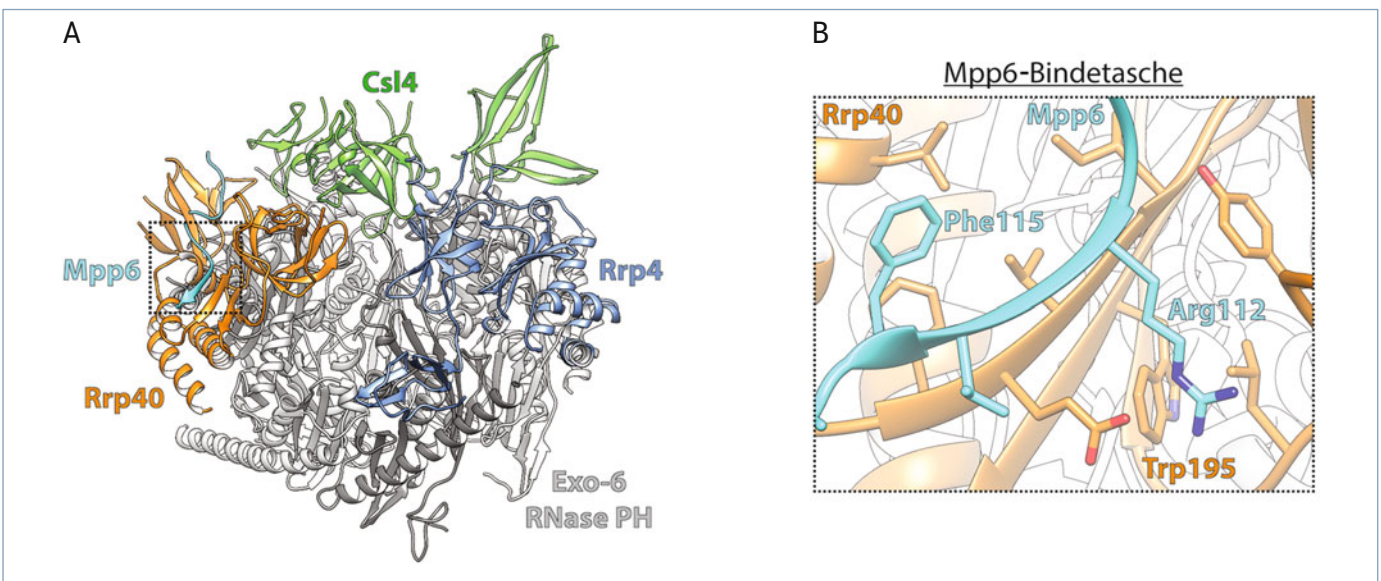 A
Csl4
Mpp6
Rrp4
Rrp40
Exo-6
RNase PH
B
Mpp6-Bindetasche
Rrp40
Mpp6
Phe115
Arg112
Trp195